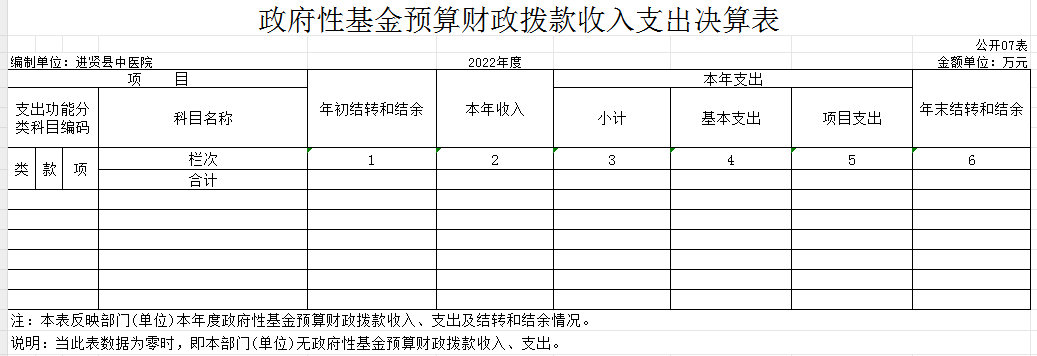 政府性基金预算财政拨款收入支出决算表
公开07表
编制单位：进贤县中医院 2022年度 金额单位：万元
项 目 年初结转和结余 本年收入 本年支出 年末结转和结余
支出功能分类科目编码 科目名称 小计 基本支出 项目支出
类 款 项 栏次 1 2 3 4 5 6
合计
注：本表反映部门(单位)本年度政府性基金预算财政拨款收入、支出及结转和结余情况。
说明：当此表数据为零时，即本部门(单位)无政府性基金预算财政拨款收入、支出。